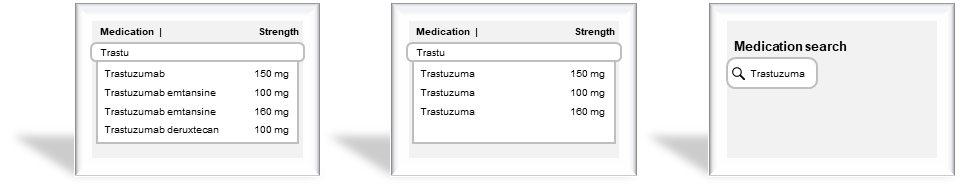 Medication | Strength
Trastu
Trastuzumab 150 mg
Trastuzumab emtansine 100 mg
Trastuzumab emtansine 160 mg
Trastuzumab deruxtecan 100 mg
Medication | Strength
Trastu
Trastuzuma 150 mg
Trastuzuma 100 mg
Trastuzuma 160 mg
Medication search
Trastuzuma